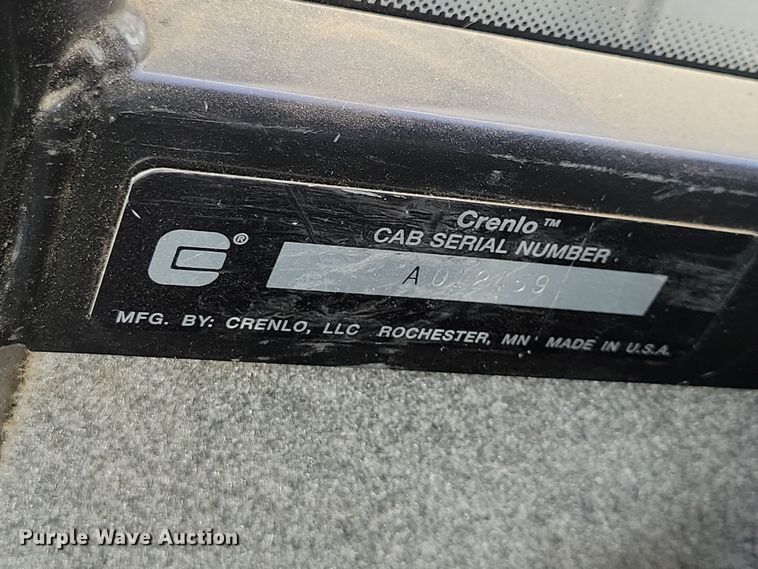 Crenlo™
CAB SERIAL NUMBER
®
MFG. BY: CRENLO, LLC ROCHESTER, MN MADE IN U.S.A.
Purple Wave Auction